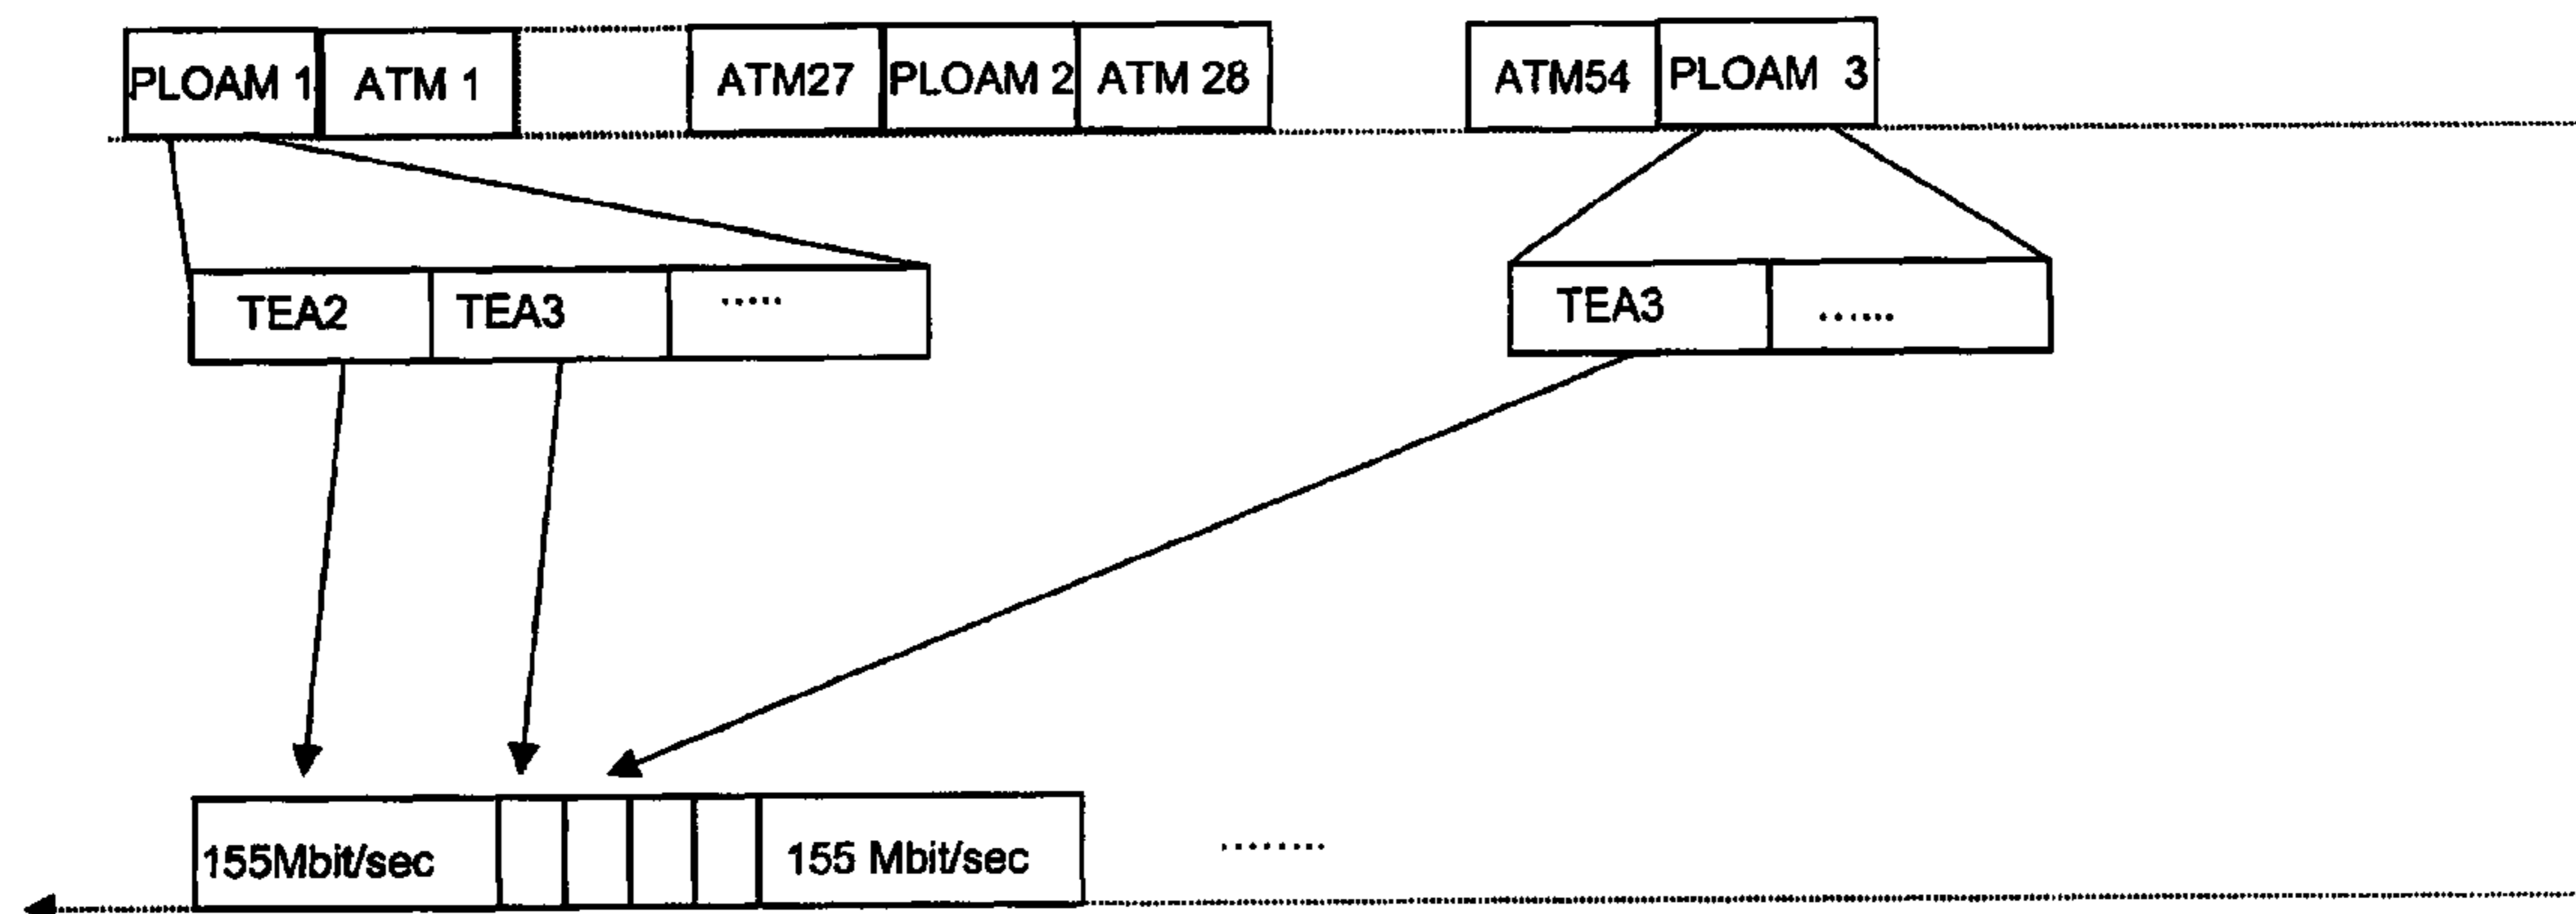 PLOAM 1 ATM 1 ATM27 PLOAM 2 ATM 28 ATM54 PLOAM 3
TEA2 TEA3 ..... TEA3 ......
155Mbit/sec 155 Mbit/sec ........